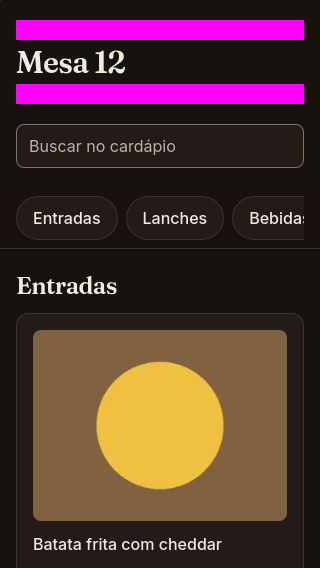 Mesa 12
Buscar no cardápio
Entradas
Lanches
Bebidas
Entradas
Batata frita com cheddar